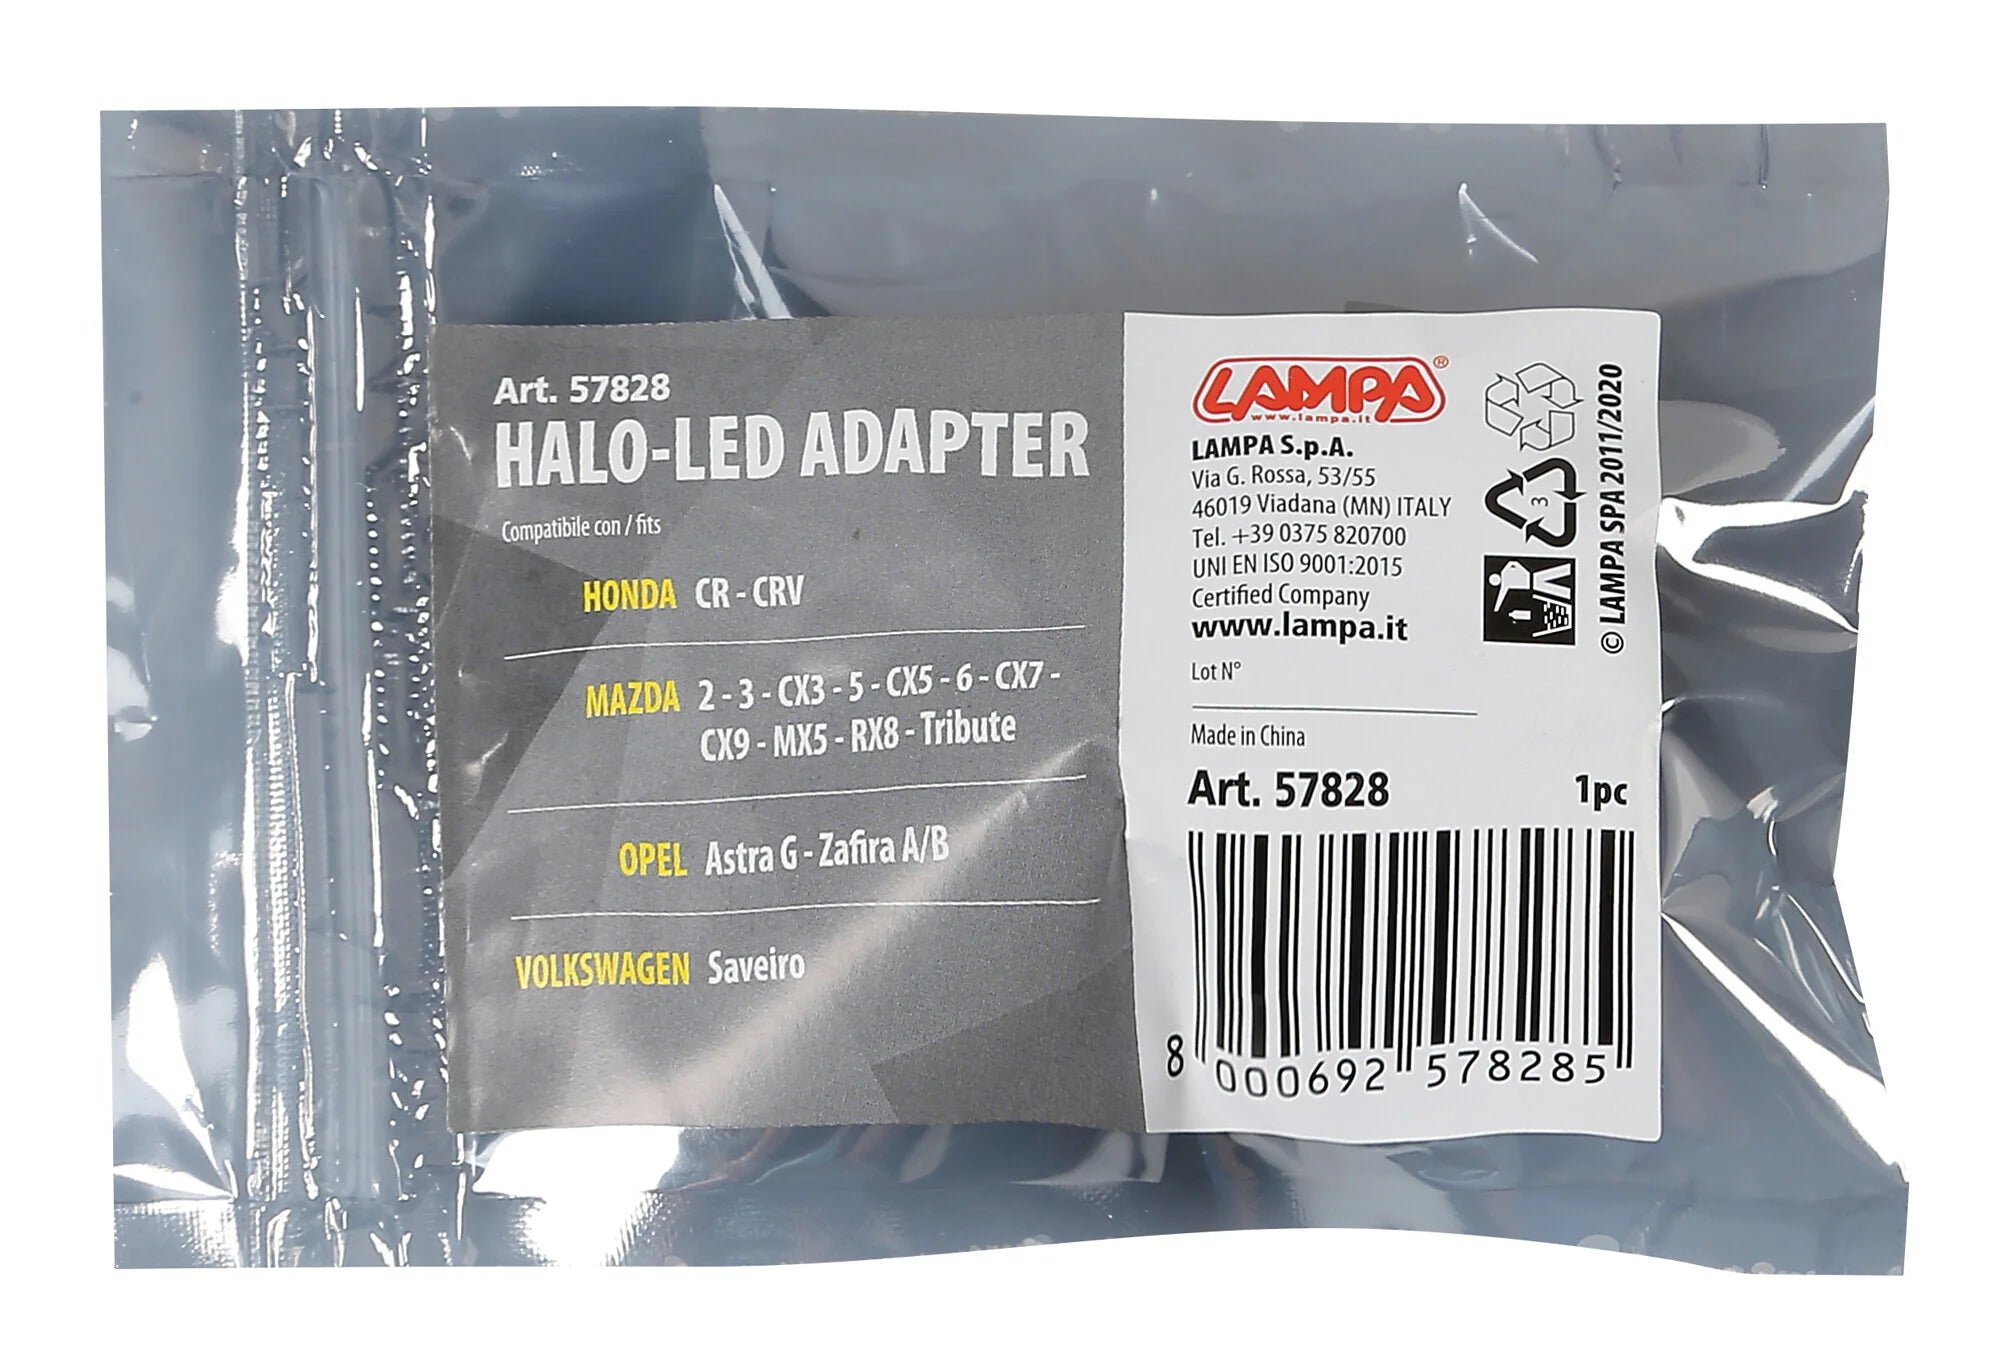 Art. 57828
HALO-LED ADAPTER
Compatibile con / fits
HONDA CR - CRV
MAZDA 2 - 3 - CX3 - 5 - CX5 - 6 - CX7 -
CX9 - MX5 - RX8 - Tribute
OPEL Astra G - Zafira A/B
VOLKSWAGEN Saveiro
LAMPA®
www.lampa.it
LAMPA S.p.A.
Via G. Rossa, 53/55
46019 Viadana (MN) ITALY
Tel. +39 0375 820700
UNI EN ISO 9001:2015
Certified Company
www.lampa.it
Lot N°
Made in China
Art. 57828 1pc
8 000692 578285
3
© LAMPA SPA 2011/2020